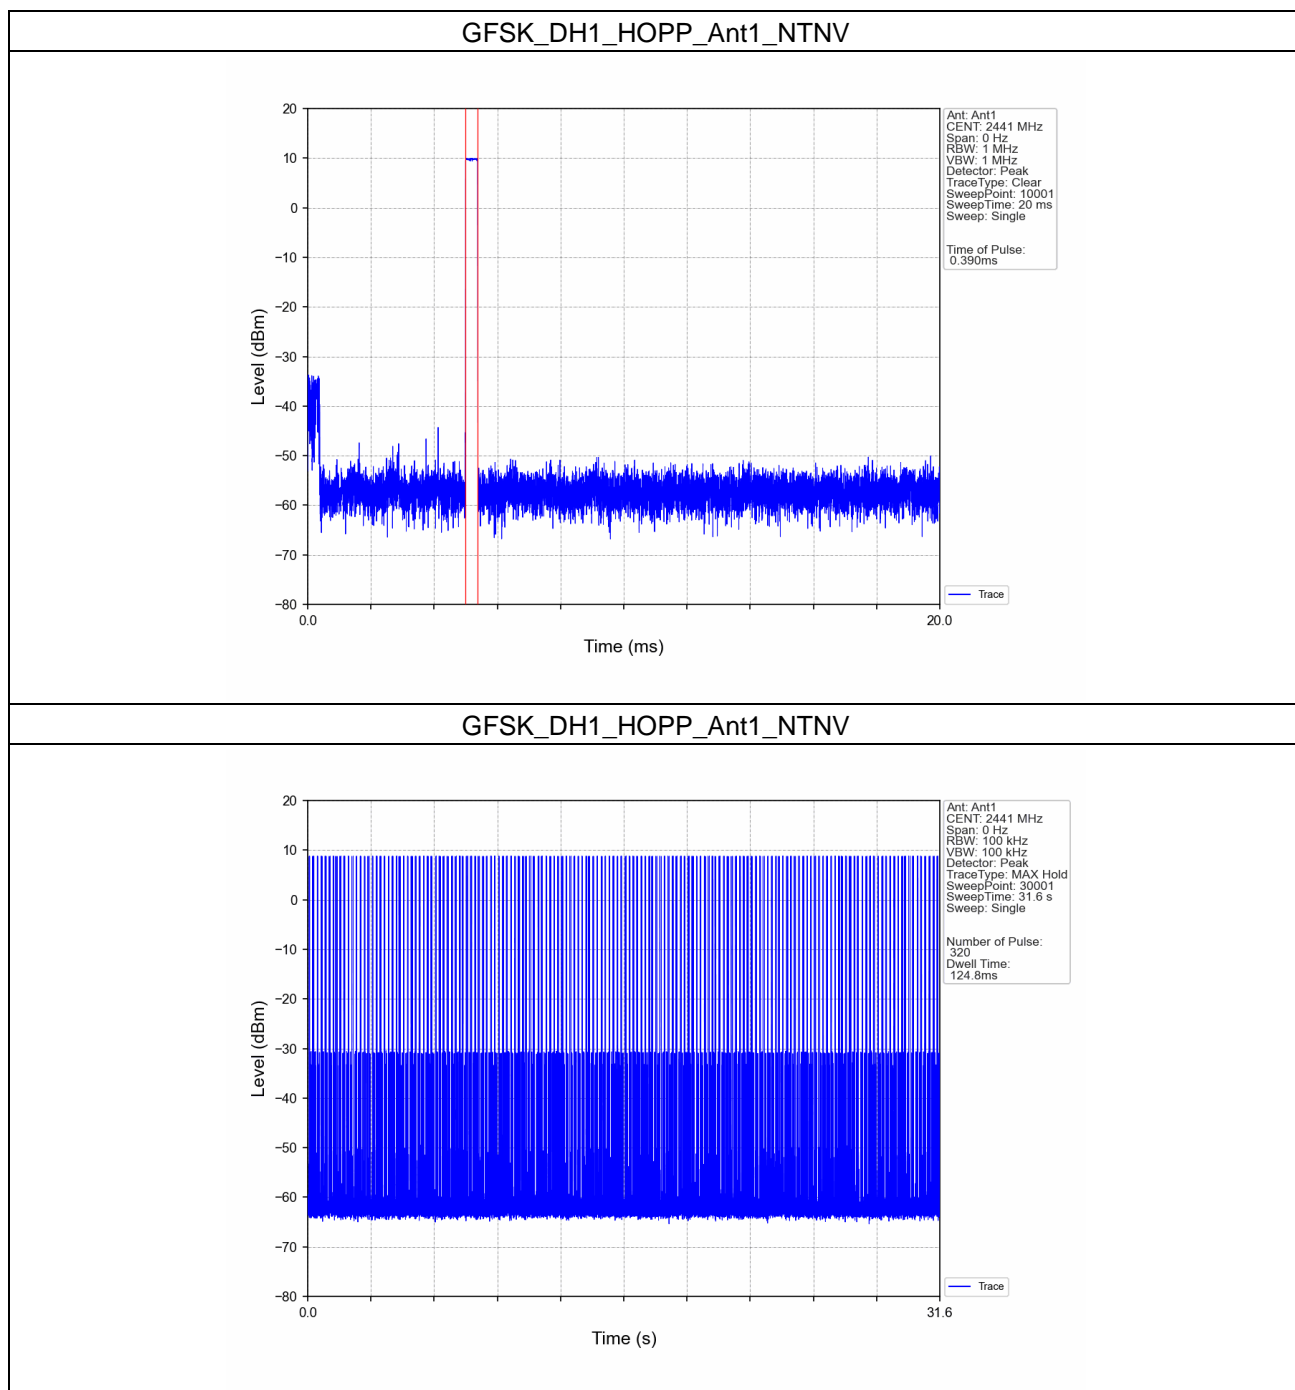 GFSK_DH1_HOPP_Ant1_NTNV
20
10
0
−10
−20
−30
−40
−50
−60
−70
−80
Level (dBm)
0.0
20.0
Time (ms)
Ant: Ant1
CENT: 2441 MHz
Span: 0 Hz
RBW: 1 MHz
VBW: 1 MHz
Detector: Peak
TraceType: Clear
SweepPoint: 10001
SweepTime: 20 ms
Sweep: Single
Time of Pulse:
0.390ms
Trace
GFSK_DH1_HOPP_Ant1_NTNV
20
10
0
−10
−20
−30
−40
−50
−60
−70
−80
Level (dBm)
0.0
31.6
Time (s)
Ant: Ant1
CENT: 2441 MHz
Span: 0 Hz
RBW: 100 kHz
VBW: 100 kHz
Detector: Peak
TraceType: MAX Hold
SweepPoint: 30001
SweepTime: 31.6 s
Sweep: Single
Number of Pulse:
320
Dwell Time:
124.8ms
Trace